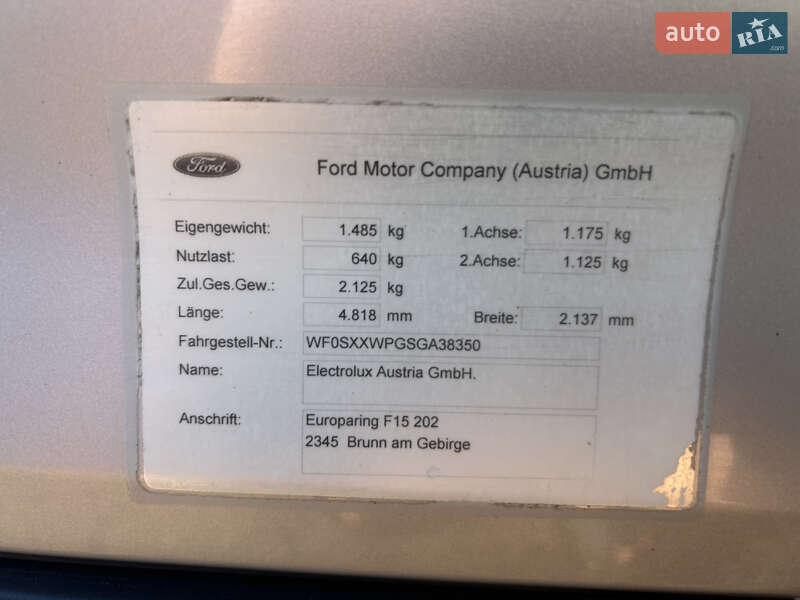 auto RIA .com
Ford Ford Motor Company (Austria) GmbH
Eigengewicht: 1.485 kg 1.Achse: 1.175 kg
Nutzlast: 640 kg 2.Achse: 1.125 kg
Zul.Ges.Gew.: 2.125 kg
Länge: 4.818 mm Breite: 2.137 mm
Fahrgestell-Nr.: WF0SXXWPGSGA38350
Name: Electrolux Austria GmbH.
Anschrift: Europaring F15 202
2345 Brunn am Gebirge